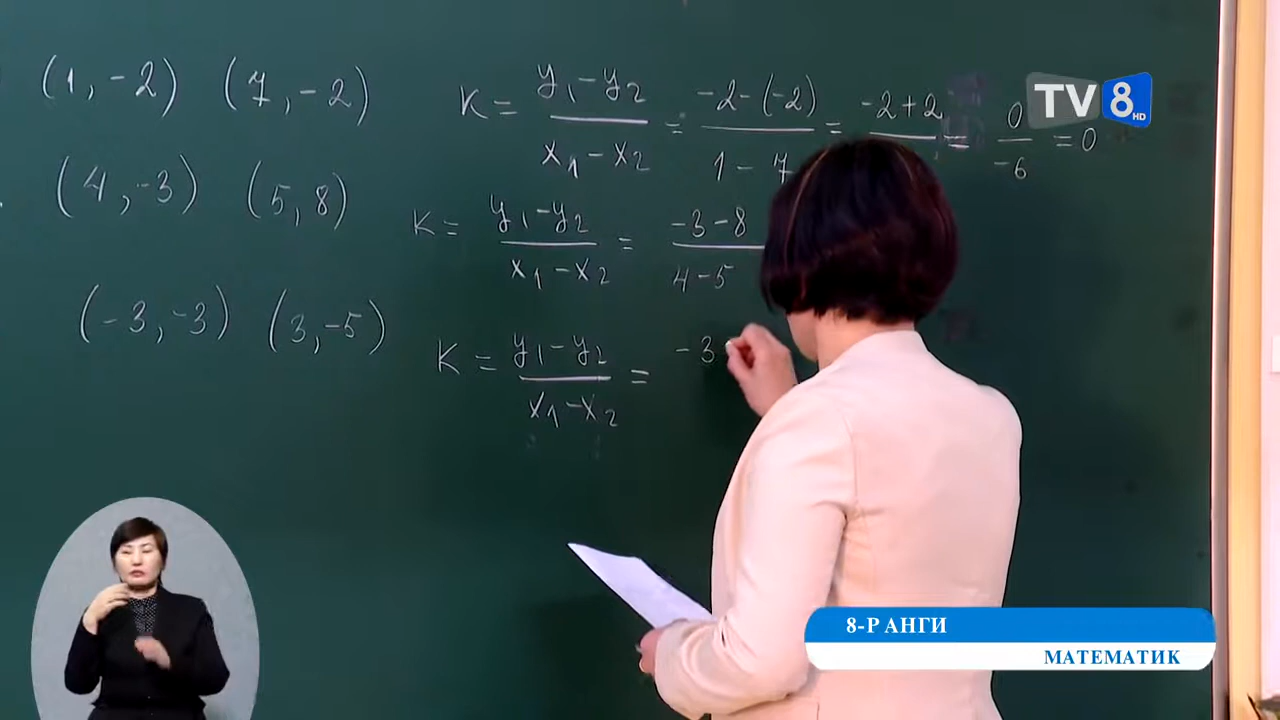 (1, -2) (7, -2) K = y₁-y₂ / x₁-x₂ = -2-(-2) / 1-7 = -2+2 = 0 / -6 = 0
TV8 HD
(4, -3) (5, 8) K = y₁-y₂ / x₁-x₂ = -3-8 / 4-5
(-3, -3) (3, -5) K = y₁-y₂ / x₁-x₂ = -3
8-Р АНГИ
МАТЕМАТИК